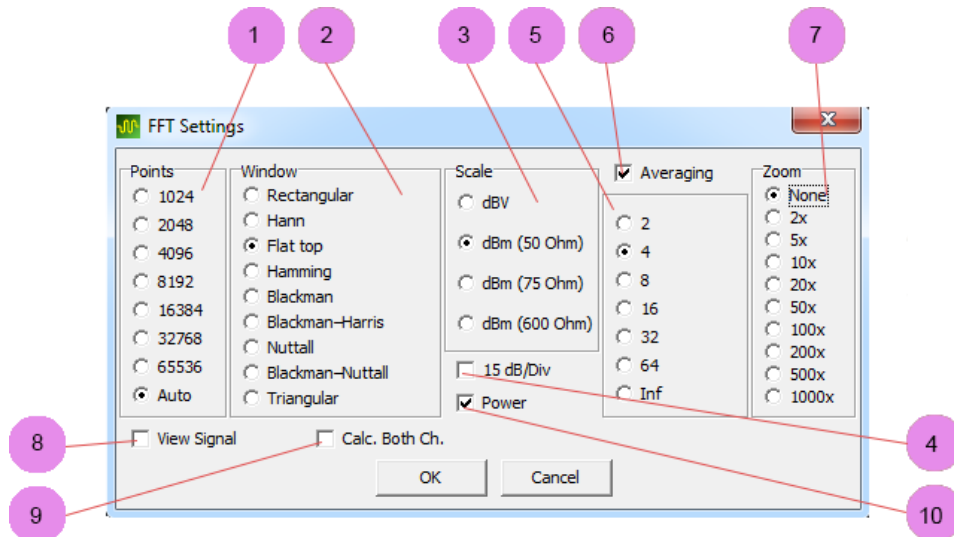 1
2
3
5
6
7
FFT Settings
Points
1024
2048
4096
8192
16384
32768
65536
Auto
Window
Rectangular
Hann
Flat top
Hamming
Blackman
Blackman-Harris
Nuttall
Blackman-Nuttall
Triangular
Scale
dBV
dBm (50 Ohm)
dBm (75 Ohm)
dBm (600 Ohm)
15 dB/Div
Power
Averaging
2
4
8
16
32
64
Inf
Zoom
None
2x
5x
10x
20x
50x
100x
200x
500x
1000x
8
View Signal
Calc. Both Ch.
4
OK
Cancel
9
10